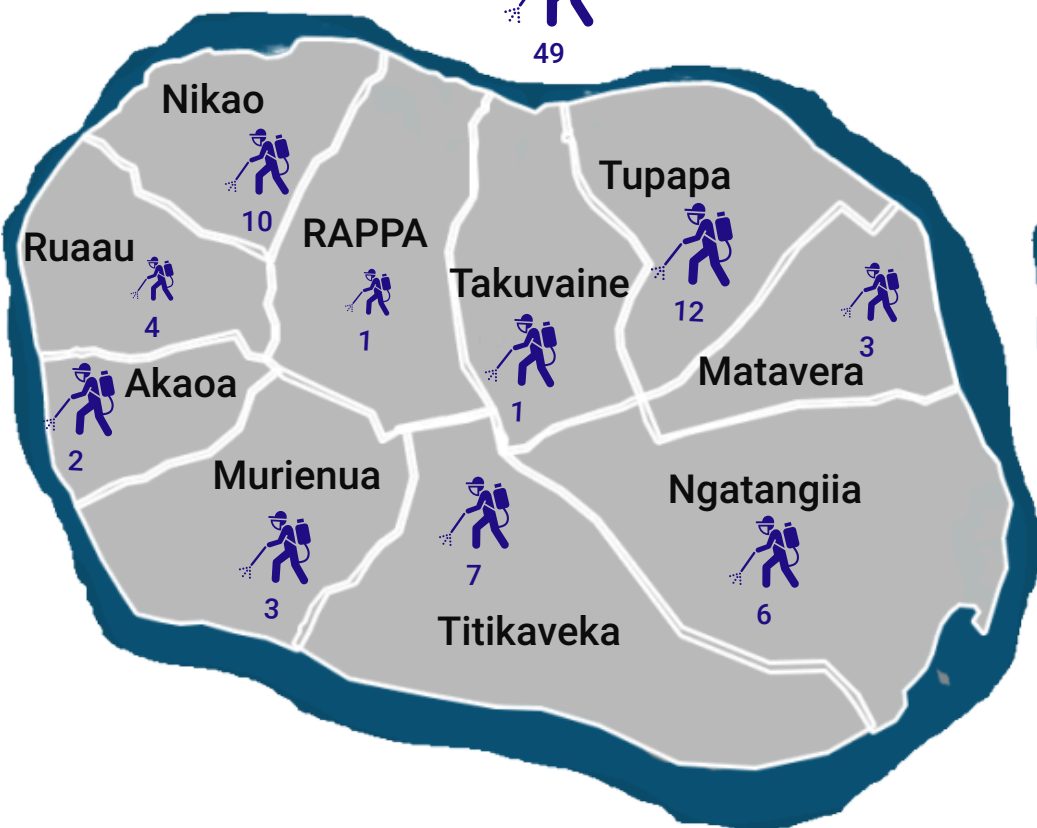 49
Nikao
10
Tupapa
12
RAPPA
1
Ruaau
4
Takuvaine
1
3
Matavera
Akaoa
2
Murienua
3
7
Titikaveka
Ngatangiia
6